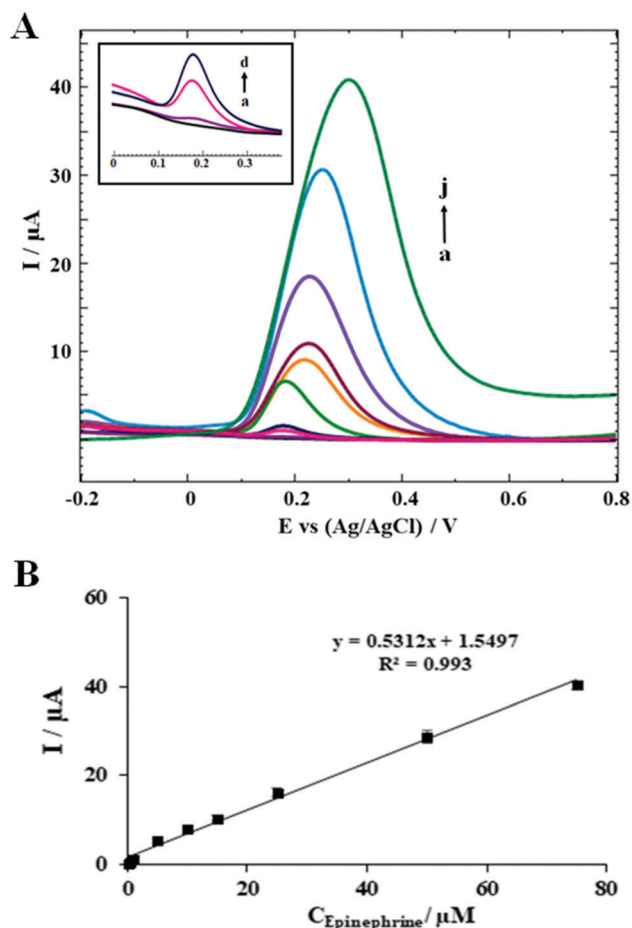 A
d
a
0 0.1 0.2 0.3
40
30
20
10
I / µA
j
a
-0.2 0 0.2 0.4 0.6 0.8
E vs (Ag/AgCl) / V
B
60
40
20
0
I / µA
y = 0.5312x + 1.5497
R² = 0.993
0 20 40 60 80
C_Epinephrine / µM